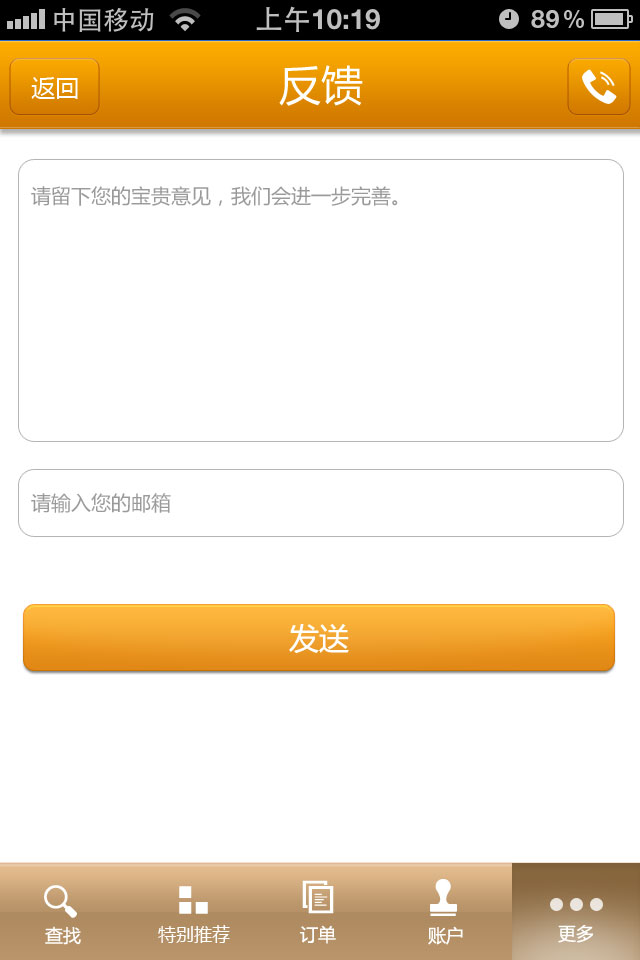 中国移动 上午10:19 89%
返回 反馈
请留下您的宝贵意见，我们会进一步完善。
请输入您的邮箱
发送
查找 特别推荐 订单 账户 更多